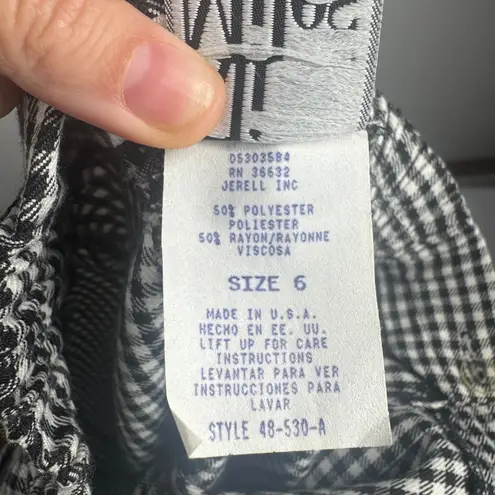 D5303584
RN 36632
JERELL INC
50% POLYESTER
POLIESTER
50% RAYON/RAYONNE
VISCOSA
SIZE 6
MADE IN U.S.A.
HECHO EN EE. UU.
LIFT UP FOR CARE
INSTRUCTIONS
LEVANTAR PARA VER
INSTRUCCIONES PARA
LAVAR
STYLE 48-530-A